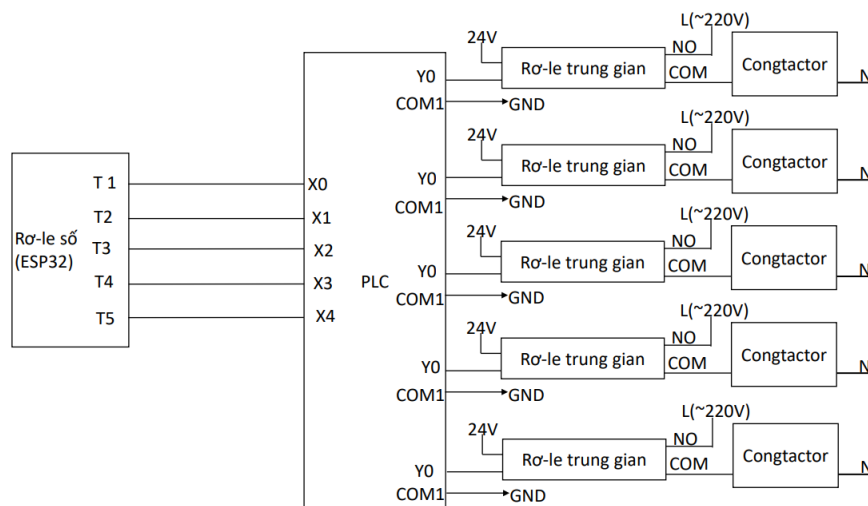 Rơ-le số
(ESP32)
T 1
T2
T3
T4
T5
X0
X1
X2
X3
X4
PLC
Y0
COM1
24V
GND
Rơ-le trung gian
L(~220V)
NO
COM
Congtactor
N
Y0
COM1
24V
GND
Rơ-le trung gian
L(~220V)
NO
COM
Congtactor
N
Y0
COM1
24V
GND
Rơ-le trung gian
L(~220V)
NO
COM
Congtactor
N
Y0
COM1
24V
GND
Rơ-le trung gian
L(~220V)
NO
COM
Congtactor
N
Y0
COM1
24V
GND
Rơ-le trung gian
L(~220V)
NO
COM
Congtactor
N